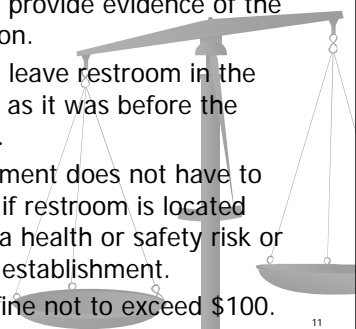 provide evidence of the
on.
leave restroom in the
as it was before the
.
ment does not have to
if restroom is located
a health or safety risk or
establishment.
fine not to exceed $100.
11